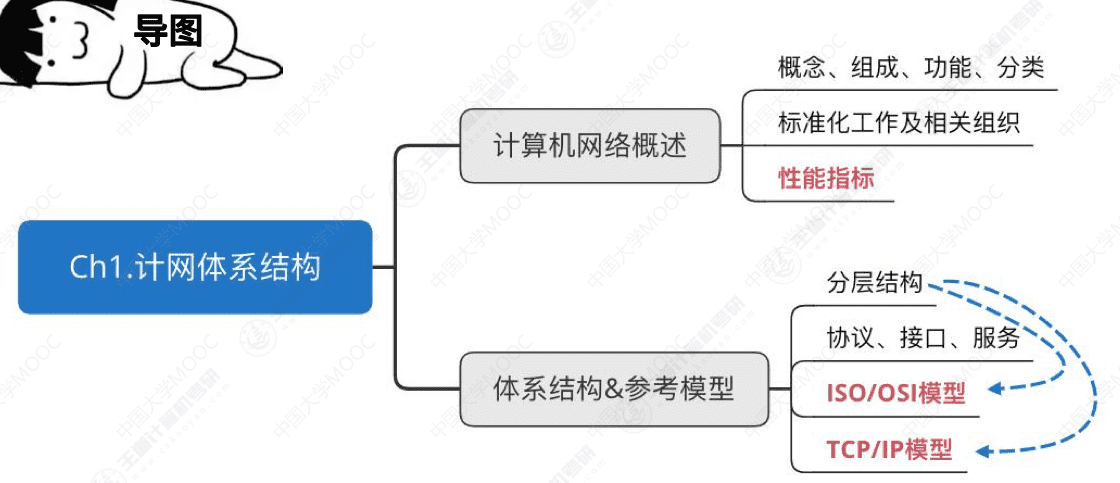 导图
概念、组成、功能、分类
标准化工作及相关组织
计算机网络概述
性能指标
Ch1.计网体系结构
分层结构
协议、接口、服务
体系结构&参考模型
ISO/OSI模型
TCP/IP模型
中国大学MOOC
王道计算机考研